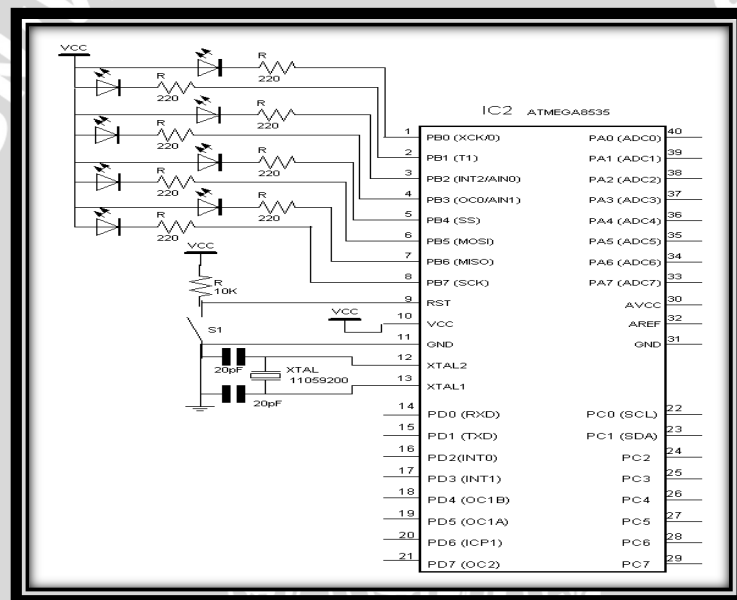 VCC
R
220
R
220
R
220
R
220
R
220
R
220
R
220
R
220
VCC
R
10K
S1
VCC
20pF
XTAL
11059200
20pF
IC2 ATMEGA8535
1 PB0 (XCK/0) PA0 (ADC0) 40
2 PB1 (T1) PA1 (ADC1) 39
3 PB2 (INT2/AIN0) PA2 (ADC2) 38
4 PB3 (OC0/AIN1) PA3 (ADC3) 37
5 PB4 (SS) PA4 (ADC4) 36
6 PB5 (MOSI) PA5 (ADC5) 35
7 PB6 (MISO) PA6 (ADC6) 34
8 PB7 (SCK) PA7 (ADC7) 33
9 RST AVCC 30
10 VCC AREF 32
11 GND GND 31
12 XTAL2
13 XTAL1
14 PD0 (RXD) PC0 (SCL) 22
15 PD1 (TXD) PC1 (SDA) 23
16 PD2(INT0) PC2 24
17 PD3 (INT1) PC3 25
18 PD4 (OC1B) PC4 26
19 PD5 (OC1A) PC5 27
20 PD6 (ICP1) PC6 28
21 PD7 (OC2) PC7 29